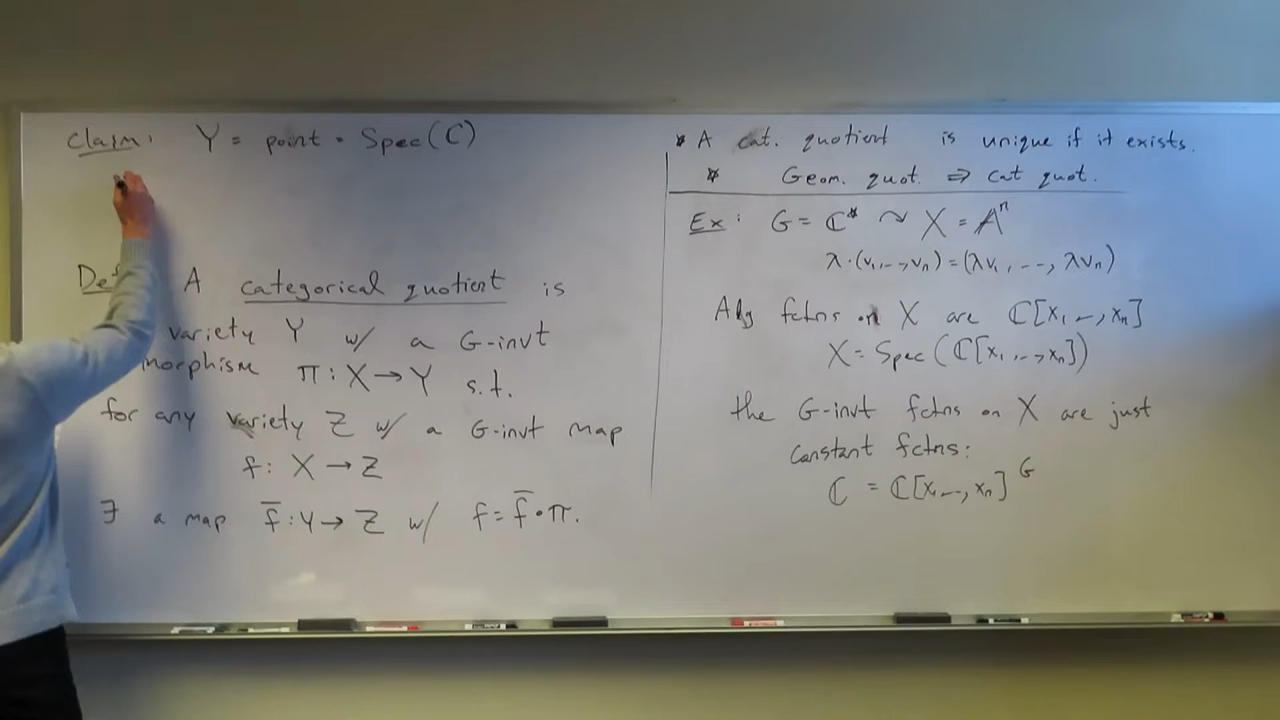 Claim: Y = point = Spec(ℂ)
Def A categorical quotient is
variety Y w/ a G-invt
morphism π: X → Y s.t.
for any variety Z w/ a G-invt map
f: X → Z
∃ a map f̄: Y → Z w/ f = f̄∘π.
* A cat. quotient is unique if it exists.
* Geom. quot. ⇒ cat quot.
Ex: G = ℂ* ↷ X = 𝔸ⁿ
λ·(v₁,--,vₙ) = (λv₁, --, λvₙ)
Alg fctns on X are ℂ[x₁ --, xₙ]
X = Spec(ℂ[x₁,--,xₙ])
the G-invt fctns on X are just
constant fctns:
ℂ = ℂ[x₁--, xₙ]ᴳ